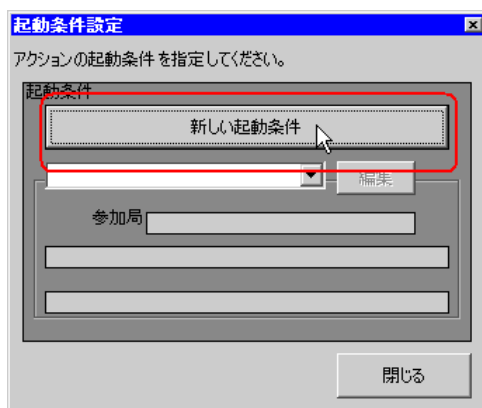 起動条件設定
アクションの起動条件を指定してください。
起動条件
新しい起動条件
編集
参加局
閉じる